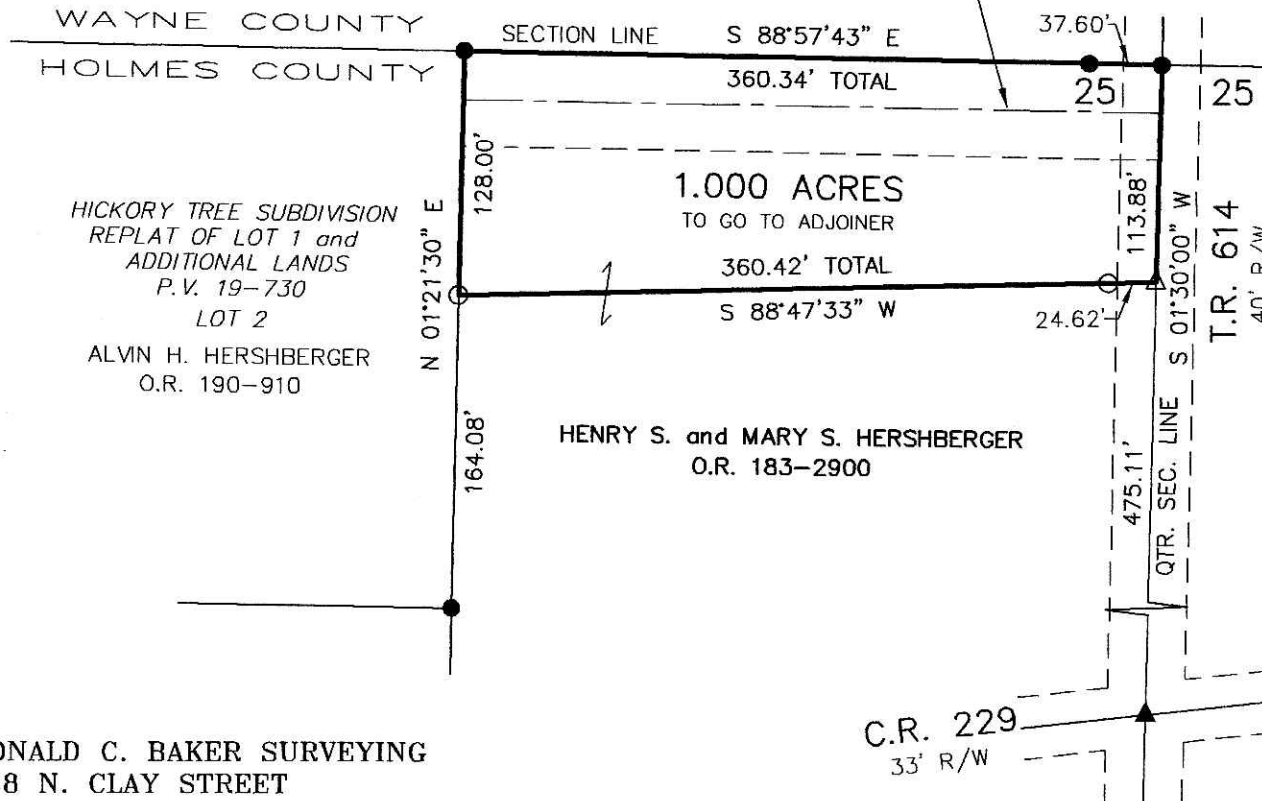 WAYNE COUNTY
HOLMES COUNTY
SECTION LINE S 88°57'43" E
37.60'
360.34' TOTAL
25
25
128.00'
N 01°21'30" E
1.000 ACRES
TO GO TO ADJOINER
113.88'
S 01°30'00" W
T.R. 614
40' R/W
360.42' TOTAL
S 88°47'33" W
24.62'
HICKORY TREE SUBDIVISION
REPLAT OF LOT 1 and
ADDITIONAL LANDS
P.V. 19-730
LOT 2
ALVIN H. HERSHBERGER
O.R. 190-910
164.08'
HENRY S. and MARY S. HERSHBERGER
O.R. 183-2900
475.11'
QTR. SEC. LINE
C.R. 229
33' R/W
ONALD C. BAKER SURVEYING
8 N. CLAY STREET